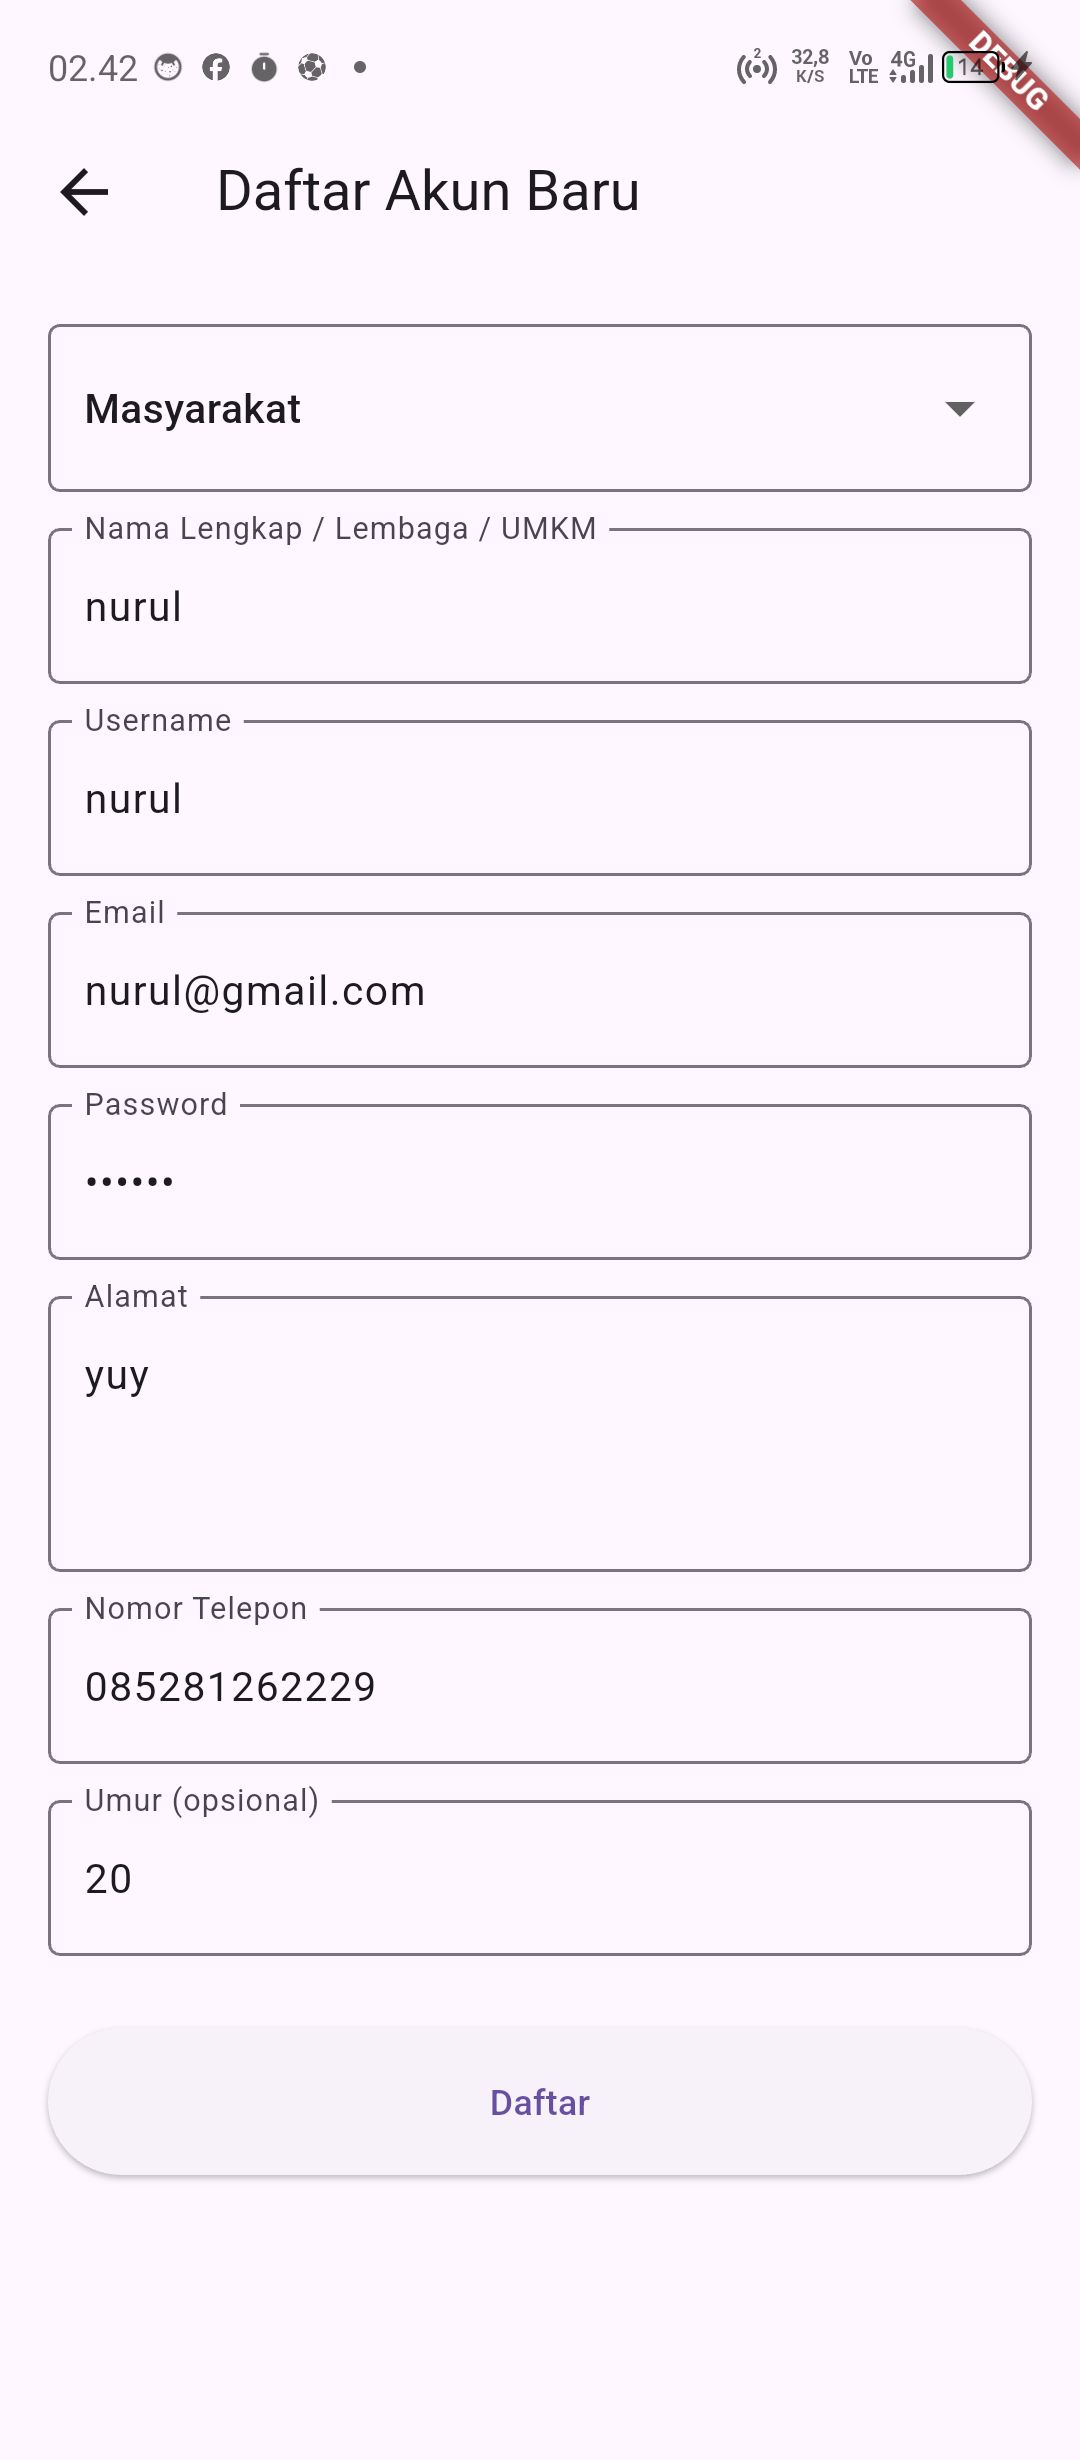 02.42
2
32,8
K/S
Vo
LTE
4G
14
DEBUG
Daftar Akun Baru
Masyarakat
Nama Lengkap / Lembaga / UMKM
nurul
Username
nurul
Email
nurul@gmail.com
Password
••••••
Alamat
yuy
Nomor Telepon
085281262229
Umur (opsional)
20
Daftar